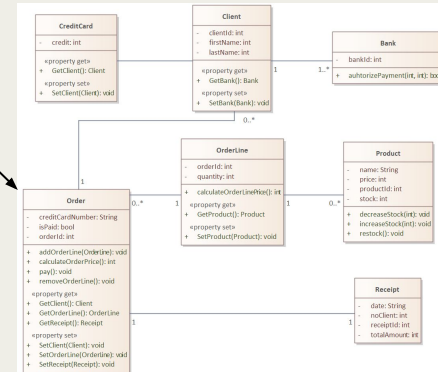 CreditCard
- credit: int
«property get»
+ GetClient(): Client
«property set»
+ SetClient(Client): void
Client
- clientId: int
- firstName: int
- lastName: int
«property get»
+ GetBank(): Bank
«property set»
+ SetBank(Bank): void
Bank
- bankId: int
+ auhtorizePayment(int, int):
1
1..*
0..*
1
OrderLine
- orderId: int
- quantity: int
+ calculateOrderLinePrice(): int
«property get»
+ GetProduct(): Product
«property set»
+ SetProduct(Product): void
Product
- name: String
- price: int
- productId: int
- stock: int
+ decreaseStock(int): void
+ increaseStock(int): void
+ restock(): void
0..*
1
1
0..*
Order
- creditCardNumber: String
- isPaid: bool
- orderId: int
+ addOrderLine(OrderLine): void
+ calculateOrderPrice(): int
+ pay(): void
+ removeOrderLine(): void
«property get»
+ GetClient(): Client
+ GetOrderLine(): OrderLine
+ GetReceipt(): Receipt
«property set»
+ SetClient(Client): void
+ SetOrderLine(Orderline): void
+ SetReceipt(Receipt): void
1
1
Receipt
- date: String
- noClient: int
- receiptId: int
- totalAmount: int